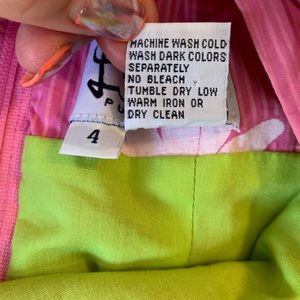 MACHINE WASH COLD
WASH DARK COLORS
SEPARATELY
NO BLEACH
TUMBLE DRY LOW
WARM IRON OR
DRY CLEAN
4